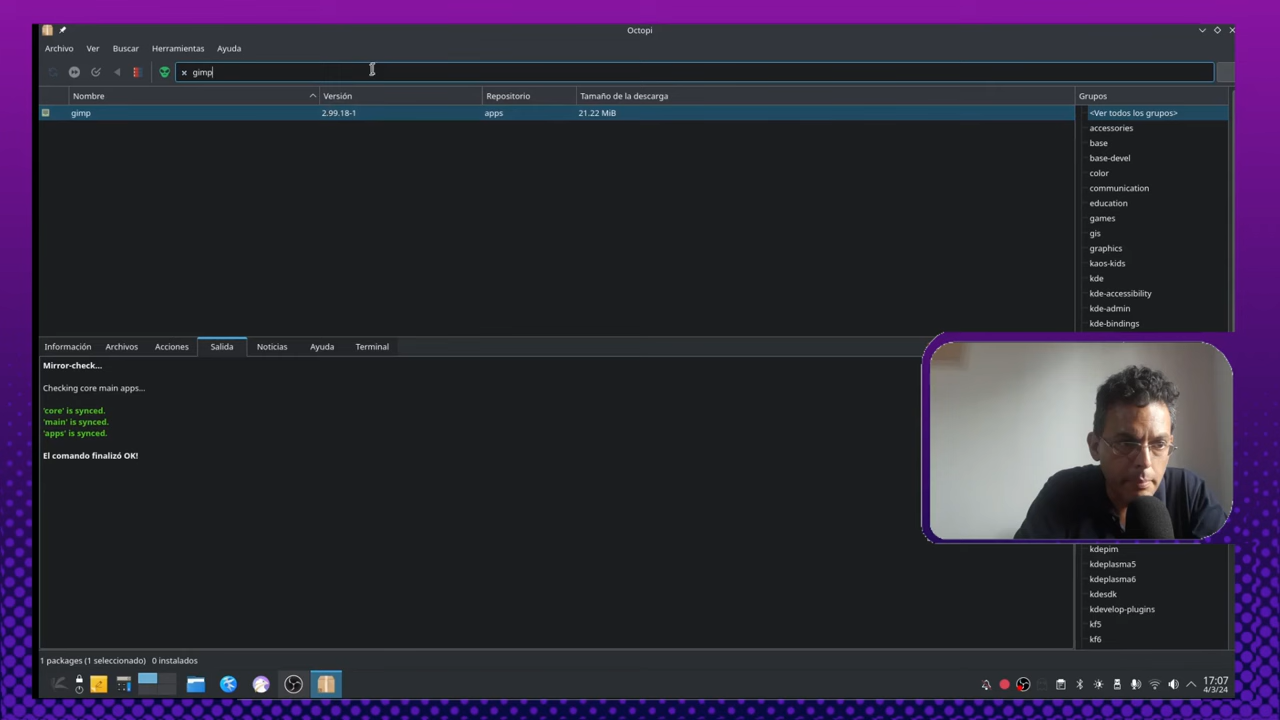 Octopi
Archivo Ver Buscar Herramientas Ayuda
gimp
Nombre Versión Repositorio Tamaño de la descarga Grupos
gimp 2.99.18-1 apps 21.22 MiB <Ver todos los grupos>
accessories
base
base-devel
color
communication
education
games
gis
graphics
kaos-kids
kde
kde-accessibility
kde-admin
kde-bindings
Información Archivos Acciones Salida Noticias Ayuda Terminal
Mirror-check...
Checking core main apps...
'core' is synced.
'main' is synced.
'apps' is synced.
El comando finalizó OK!
kdepim
kdeplasma5
kdeplasma6
kdesdk
kdevelop-plugins
kf5
kf6
1 packages (1 seleccionado) 0 instalados
17:07
4/3/24